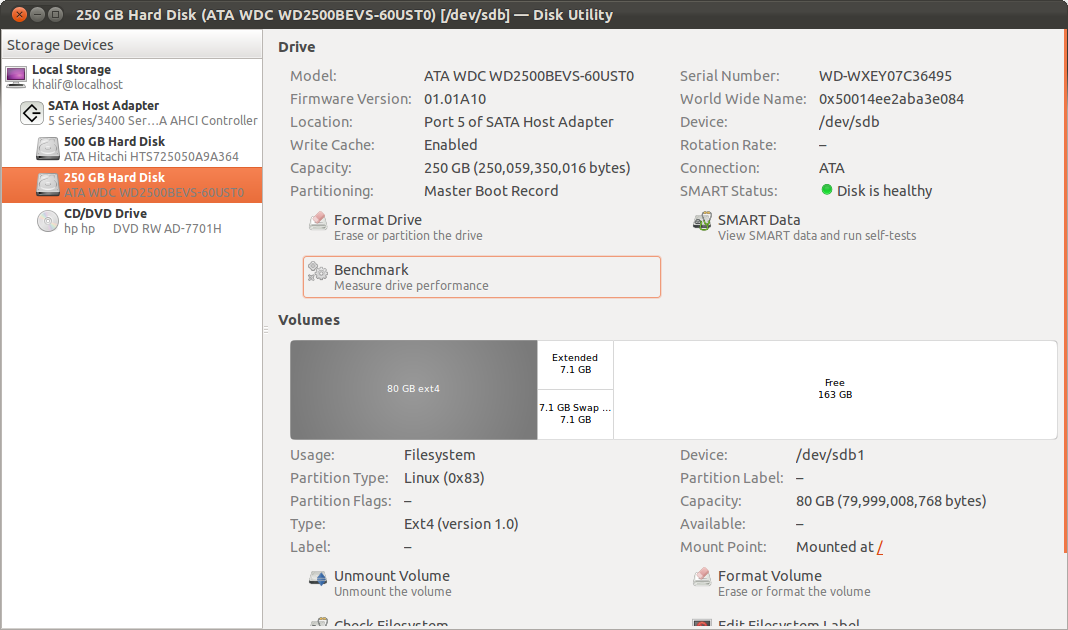 250 GB Hard Disk (ATA WDC WD2500BEVS-60UST0) [/dev/sdb] — Disk Utility
Storage Devices
Local Storage
khalif@localhost
SATA Host Adapter
5 Series/3400 Ser...A AHCI Controller
500 GB Hard Disk
ATA Hitachi HTS725050A9A364
250 GB Hard Disk
ATA WDC WD2500BEVS-60UST0
CD/DVD Drive
hp hp DVD RW AD-7701H
Drive
Model: ATA WDC WD2500BEVS-60UST0
Firmware Version: 01.01A10
Location: Port 5 of SATA Host Adapter
Write Cache: Enabled
Capacity: 250 GB (250,059,350,016 bytes)
Partitioning: Master Boot Record
Serial Number: WD-WXEY07C36495
World Wide Name: 0x50014ee2aba3e084
Device: /dev/sdb
Rotation Rate: –
Connection: ATA
SMART Status: Disk is healthy
Format Drive
Erase or partition the drive
SMART Data
View SMART data and run self-tests
Benchmark
Measure drive performance
Volumes
80 GB ext4
Extended
7.1 GB
7.1 GB Swap ...
7.1 GB
Free
163 GB
Usage: Filesystem
Partition Type: Linux (0x83)
Partition Flags: –
Type: Ext4 (version 1.0)
Label: –
Device: /dev/sdb1
Partition Label: –
Capacity: 80 GB (79,999,008,768 bytes)
Available: –
Mount Point: Mounted at /
Unmount Volume
Unmount the volume
Format Volume
Erase or format the volume
Check Filesystem
Edit Filesystem Label